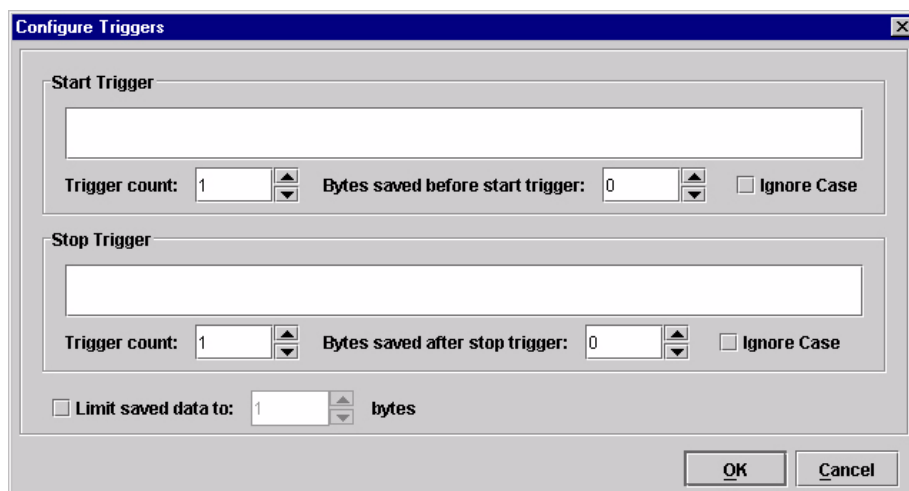 Configure Triggers
Start Trigger
Trigger count: 1 Bytes saved before start trigger: 0 Ignore Case
Stop Trigger
Trigger count: 1 Bytes saved after stop trigger: 0 Ignore Case
Limit saved data to: 1 bytes
OK Cancel